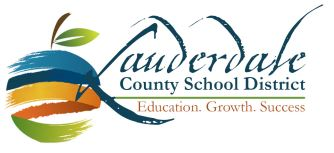 Lauderdale
County School District
Education. Growth. Success